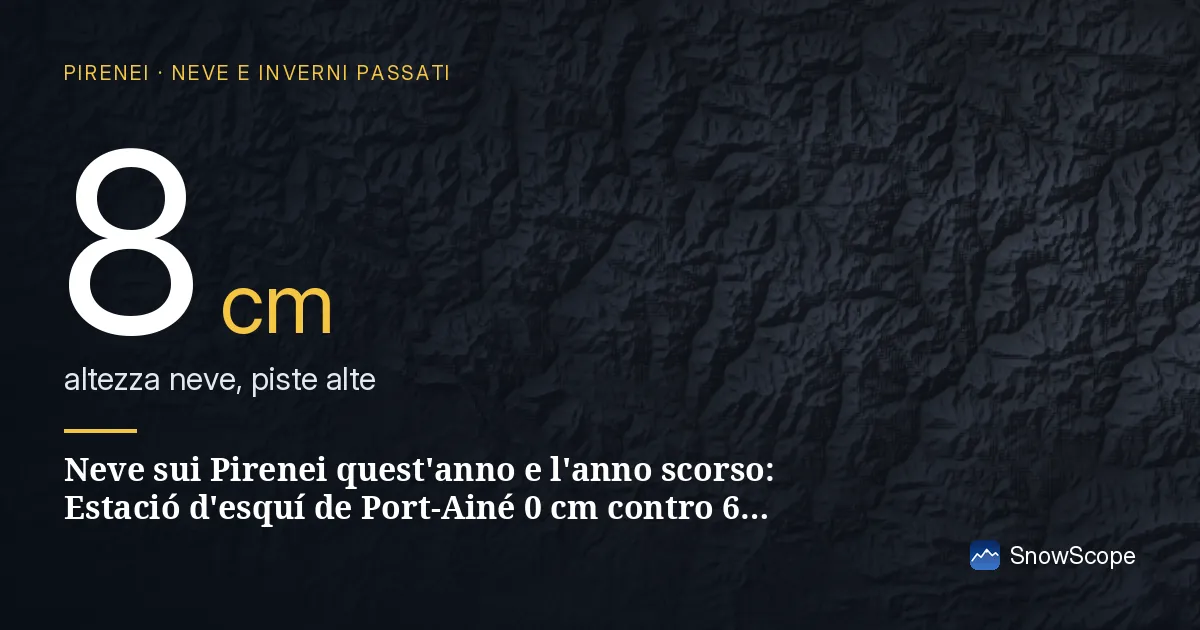 PIRENEI · NEVE E INVERNI PASSATI
8 cm
altezza neve, piste alte
Neve sui Pirenei quest'anno e l'anno scorso:
Estació d'esquí de Port-Ainé 0 cm contro 6...
SnowScope